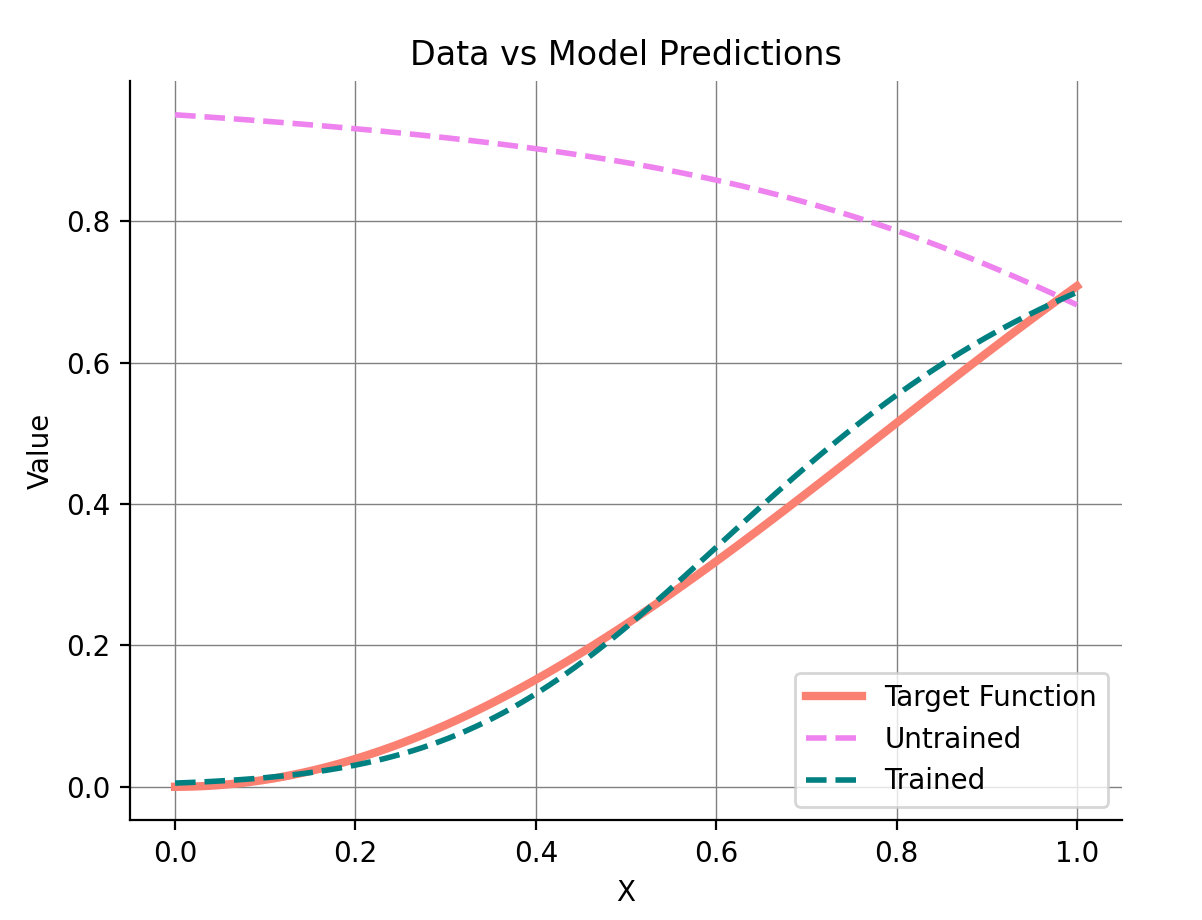 Data vs Model Predictions
Value
0.8
0.6
0.4
0.2
0.0
Target Function
Untrained
Trained
0.0 0.2 0.4 0.6 0.8 1.0
X